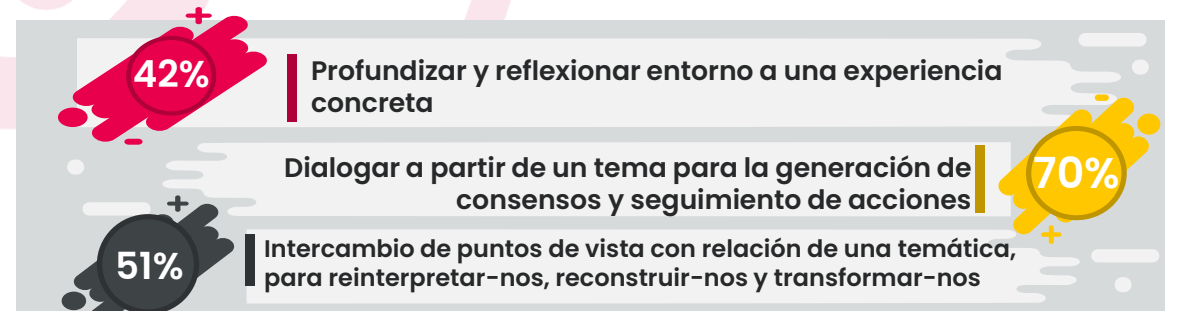 42%
Profundizar y reflexionar entorno a una experiencia
concreta
Dialogar a partir de un tema para la generación de
consensos y seguimiento de acciones
70%
51%
Intercambio de puntos de vista con relación de una temática,
para reinterpretar-nos, reconstruir-nos y transformar-nos